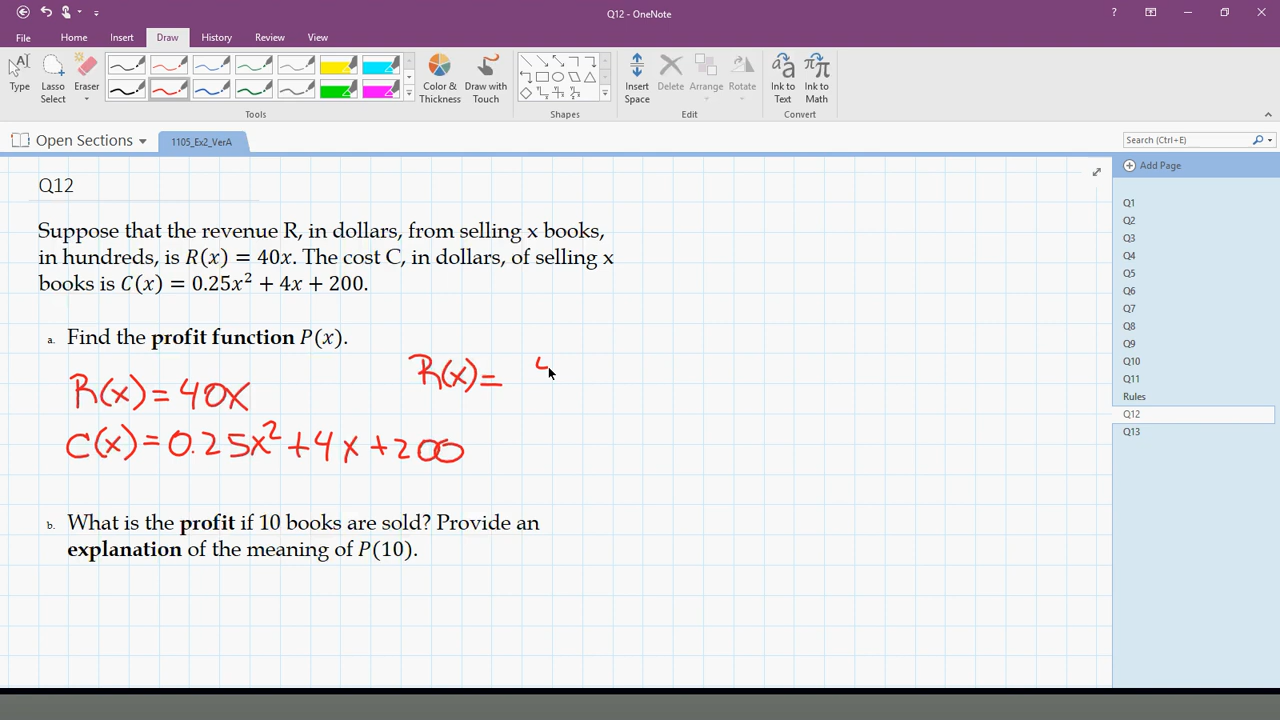 Q12 - OneNote
File Home Insert Draw History Review View
Type
Lasso Select
Eraser
Color & Thickness
Draw with Touch
Insert Space
Delete
Arrange
Rotate
Ink to Text
Ink to Math
Tools
Shapes
Edit
Convert
Open Sections
1105_Ex2_VerA
Search (Ctrl+E)
Add Page
Q12
Suppose that the revenue R, in dollars, from selling x books,
in hundreds, is R(x) = 40x. The cost C, in dollars, of selling x
books is C(x) = 0.25x² + 4x + 200.
a. Find the profit function P(x).
R(x) = 40x
C(x) = 0.25x² + 4x + 200
R(x) =
b. What is the profit if 10 books are sold? Provide an
explanation of the meaning of P(10).
Q1
Q2
Q3
Q4
Q5
Q6
Q7
Q8
Q9
Q10
Q11
Rules
Q12
Q13